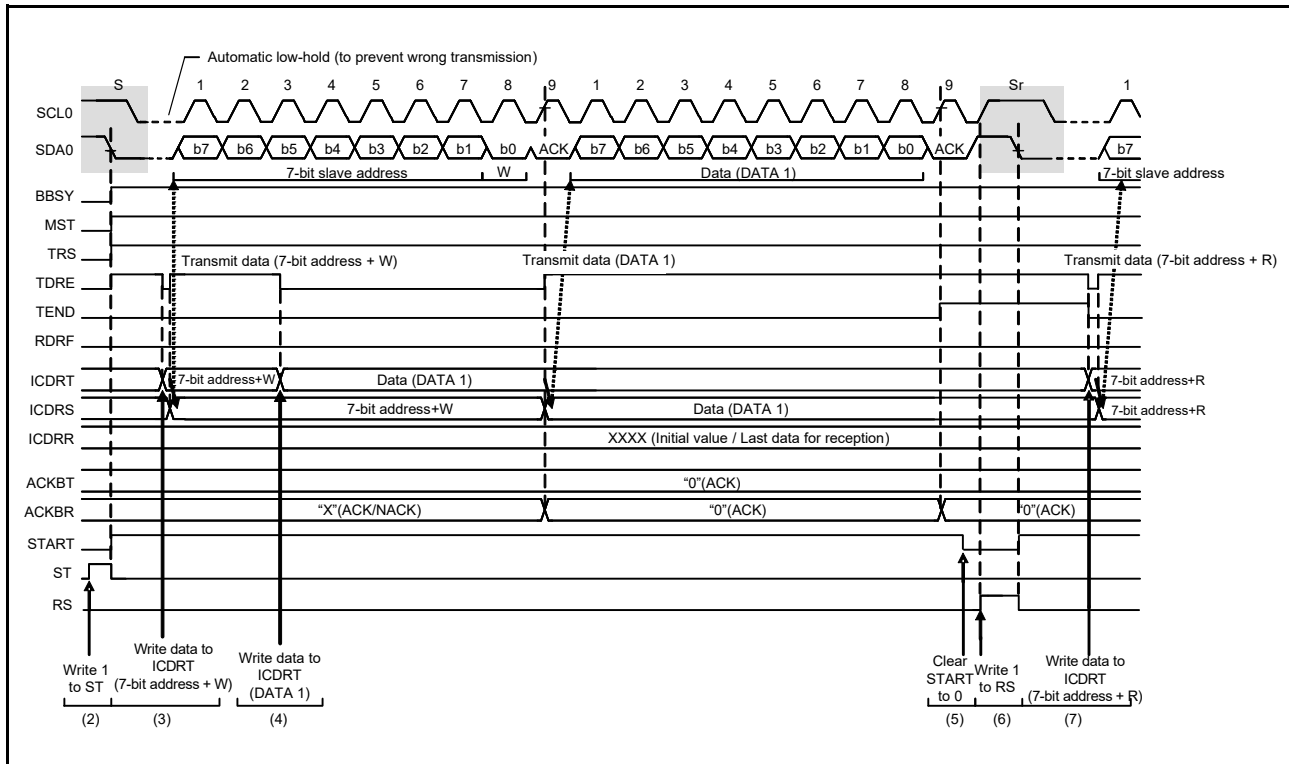 Automatic low-hold (to prevent wrong transmission)
S 1 2 3 4 5 6 7 8 9 1 2 3 4 5 6 7 8 9 Sr 1
SCL0
SDA0 b7 b6 b5 b4 b3 b2 b1 b0 ACK b7 b6 b5 b4 b3 b2 b1 b0 ACK b7
7-bit slave address W Data (DATA 1) 7-bit slave address
BBSY
MST
TRS
Transmit data (7-bit address + W) Transmit data (DATA 1) Transmit data (7-bit address + R)
TDRE
TEND
RDRF
ICDRT 7-bit address+W Data (DATA 1) 7-bit address+R
ICDRS 7-bit address+W Data (DATA 1) 7-bit address+R
ICDRR XXXX (Initial value / Last data for reception)
ACKBT "0"(ACK)
ACKBR "X"(ACK/NACK) "0"(ACK) "0"(ACK)
START
ST
RS
Write 1
to ST
Write data to
ICDRT
(7-bit address + W)
Write data to
ICDRT
(DATA 1)
Clear
START
to 0
Write 1
to RS
Write data to
ICDRT
(7-bit address + R)
(2) (3) (4) (5) (6) (7)